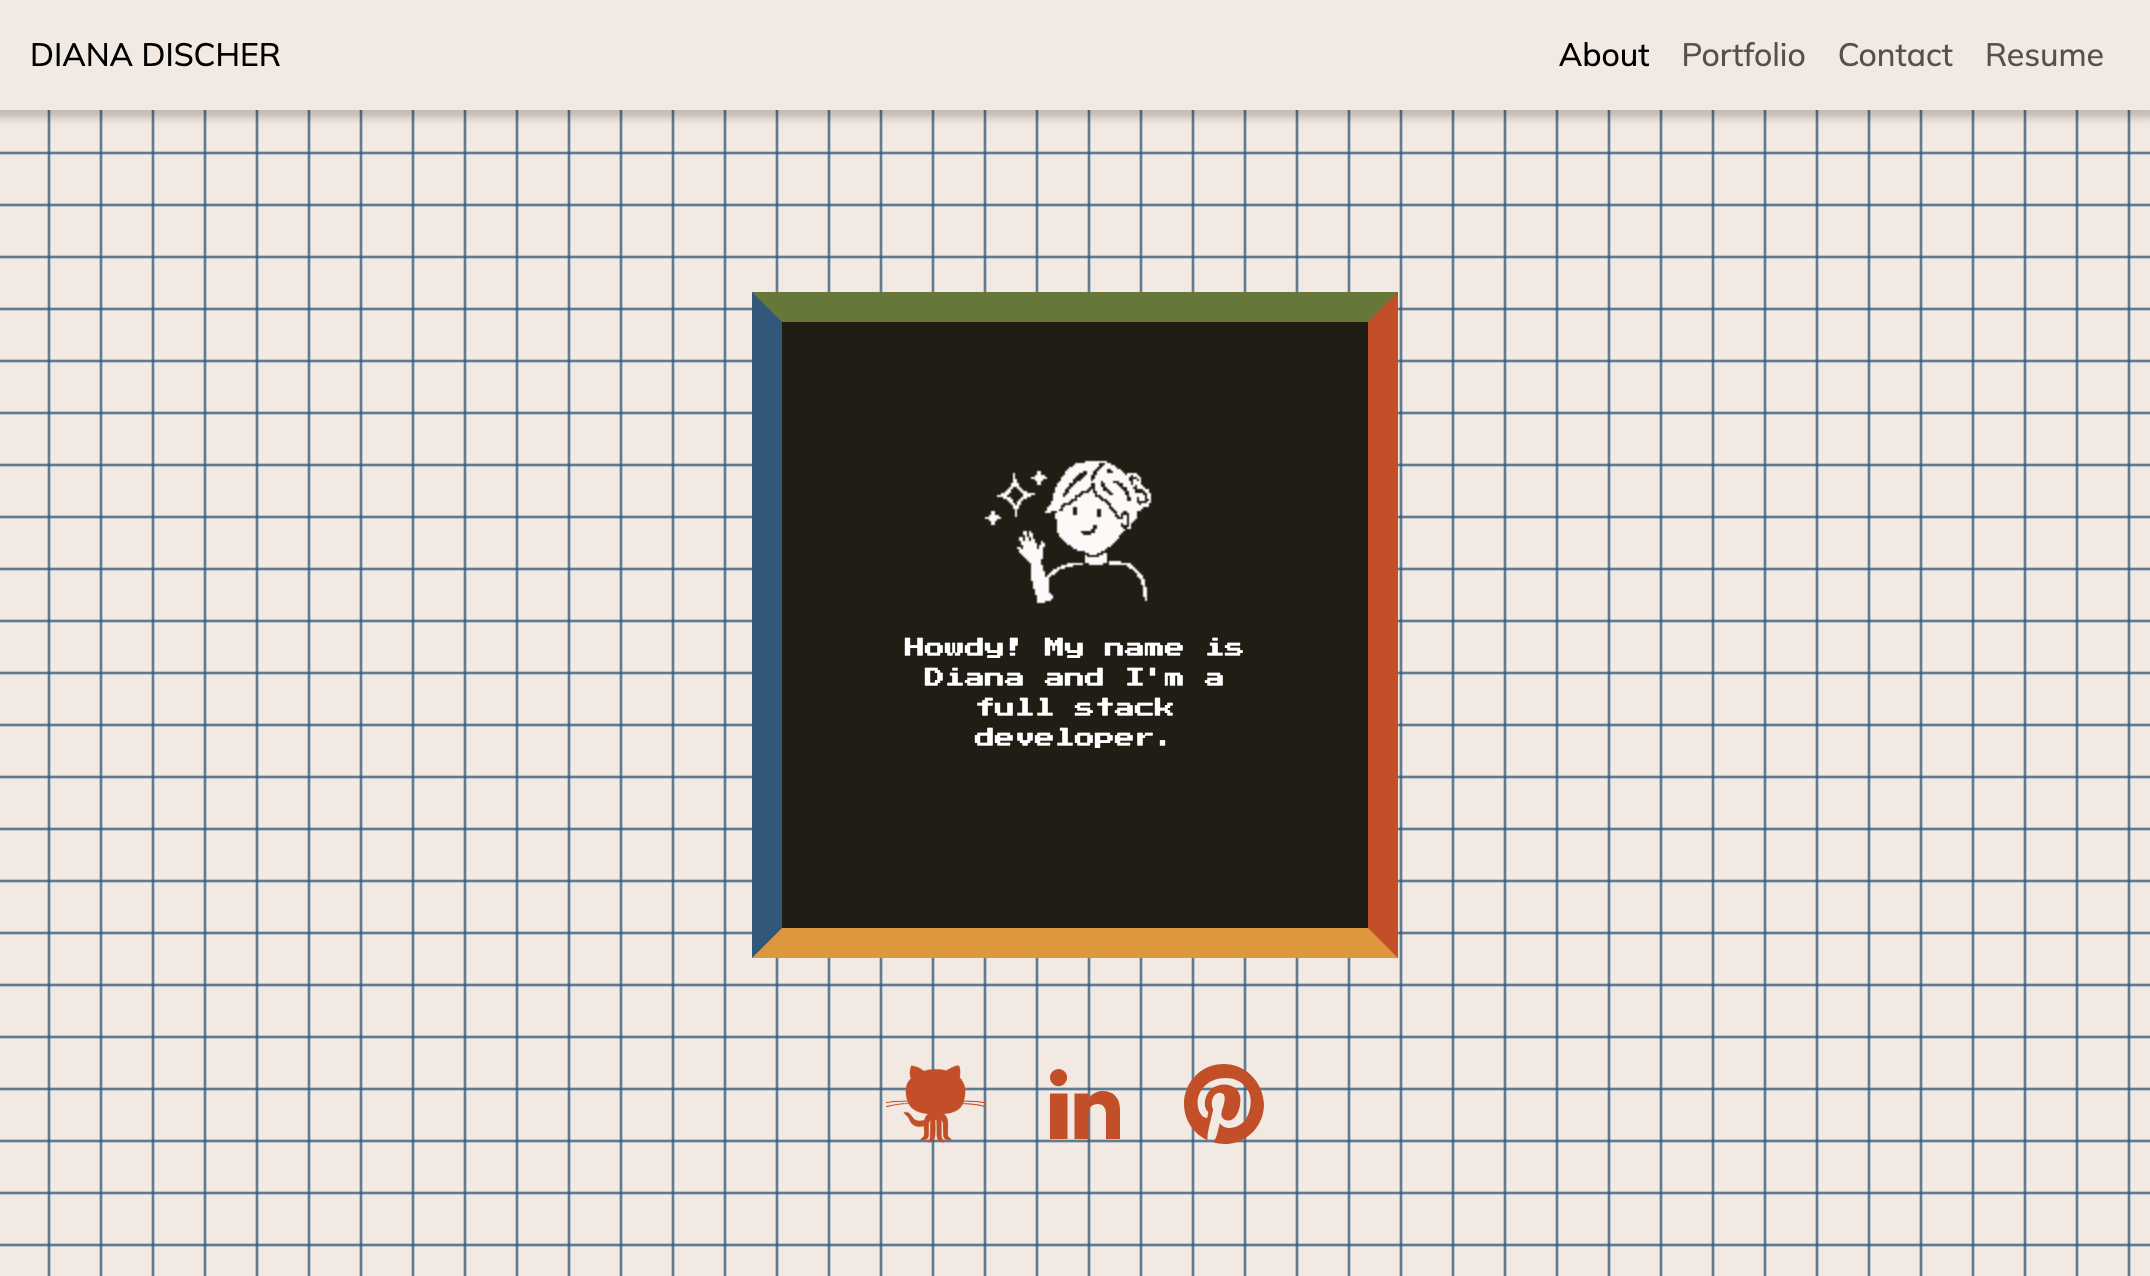 DIANA DISCHER
About Portfolio Contact Resume
Howdy! My name is
Diana and I'm a
full stack
developer.
in